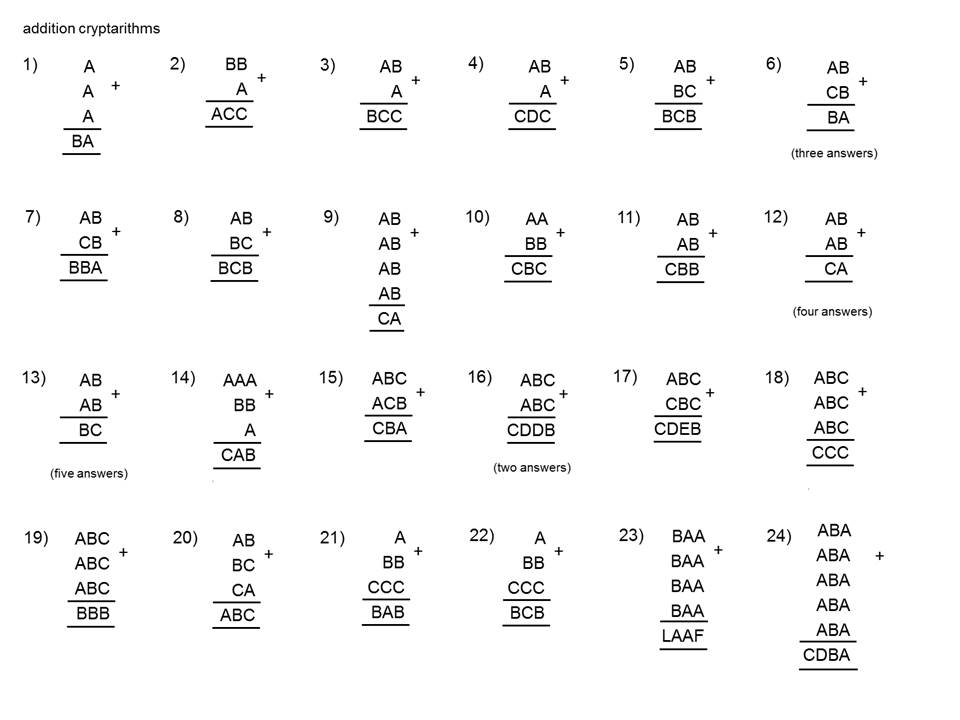 addition cryptarithms
1) 2) 3) 4) 5) 6)
A BB AB AB AB AB
A + A + A + A + BC + CB +
A ACC BCC CDC BCB BA
BA
(three answers)
7) 8) 9) 10) 11) 12)
AB AB AB AA AB AB
CB + BC + AB + BB + AB + AB +
BBA BCB AB CBC CBB CA
AB
CA
(four answers)
13) 14) 15) 16) 17) 18)
AB AAA ABC ABC ABC ABC
AB + BB + ACB + ABC + CBC + ABC +
BC A CBA CDDB CDEB ABC
CAB CCC
(five answers) (two answers)
19) 20) 21) 22) 23) 24)
ABC AB A A BAA ABA
ABC + BC + BB + BB + BAA + ABA +
ABC CA CCC CCC BAA ABA
BBB ABC BAB BCB BAA ABA
LAAF ABA
CDBA